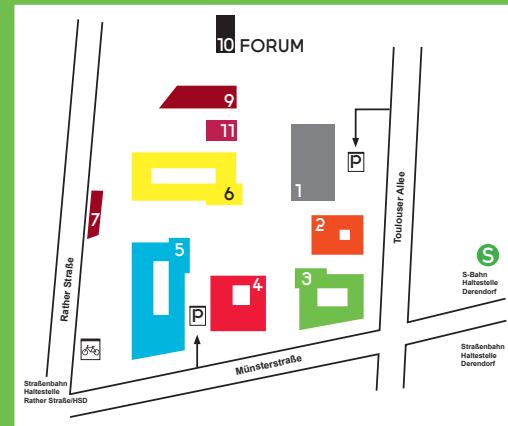 10 FORUM
9
11
1
P
6
7
2
5
S
S-Bahn
Haltestelle
Derendorf
3
4
P
Rather Straße
Toulouser Allee
Münsterstraße
Straßenbahn
Haltestelle
Derendorf
Straßenbahn
Haltestelle
Rather Straße/HSD